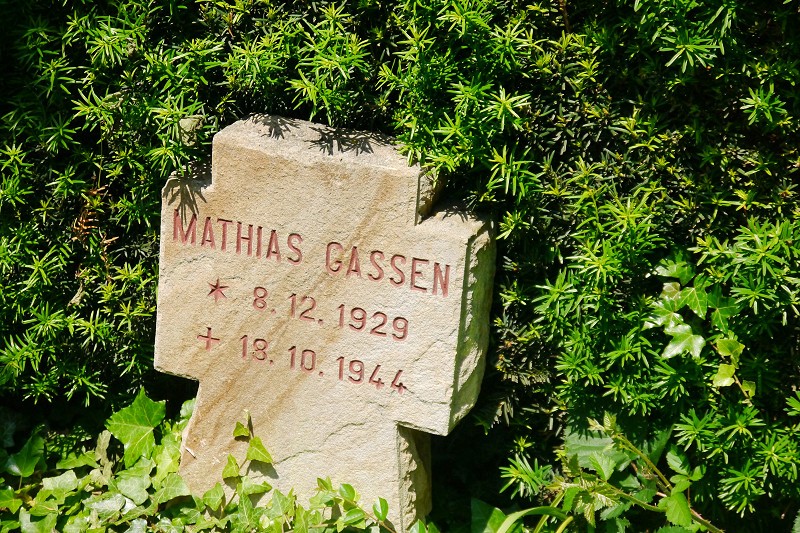 MATHIAS GASSEN
* 8. 12. 1929
+ 18. 10. 1944